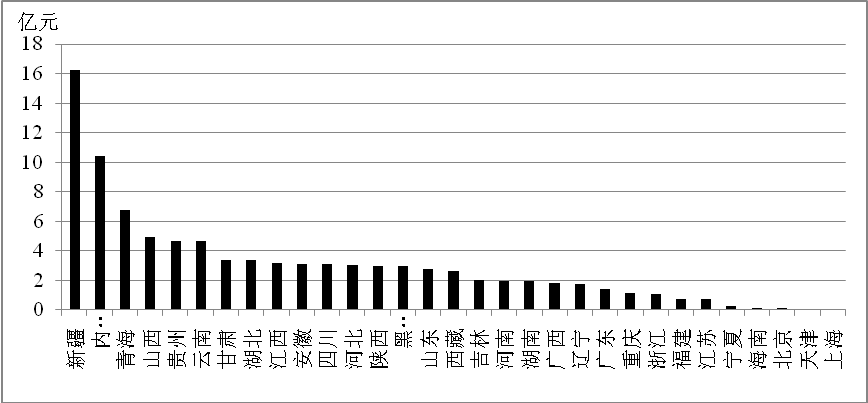 亿元
18
16
14
12
10
8
6
4
2
0
新疆
内…
青海
山西
贵州
云南
甘肃
湖北
江西
安徽
四川
河北
陕西
黑…
山东
西藏
吉林
河南
湖南
广西
辽宁
广东
重庆
浙江
福建
江苏
宁夏
海南
北京
天津
上海